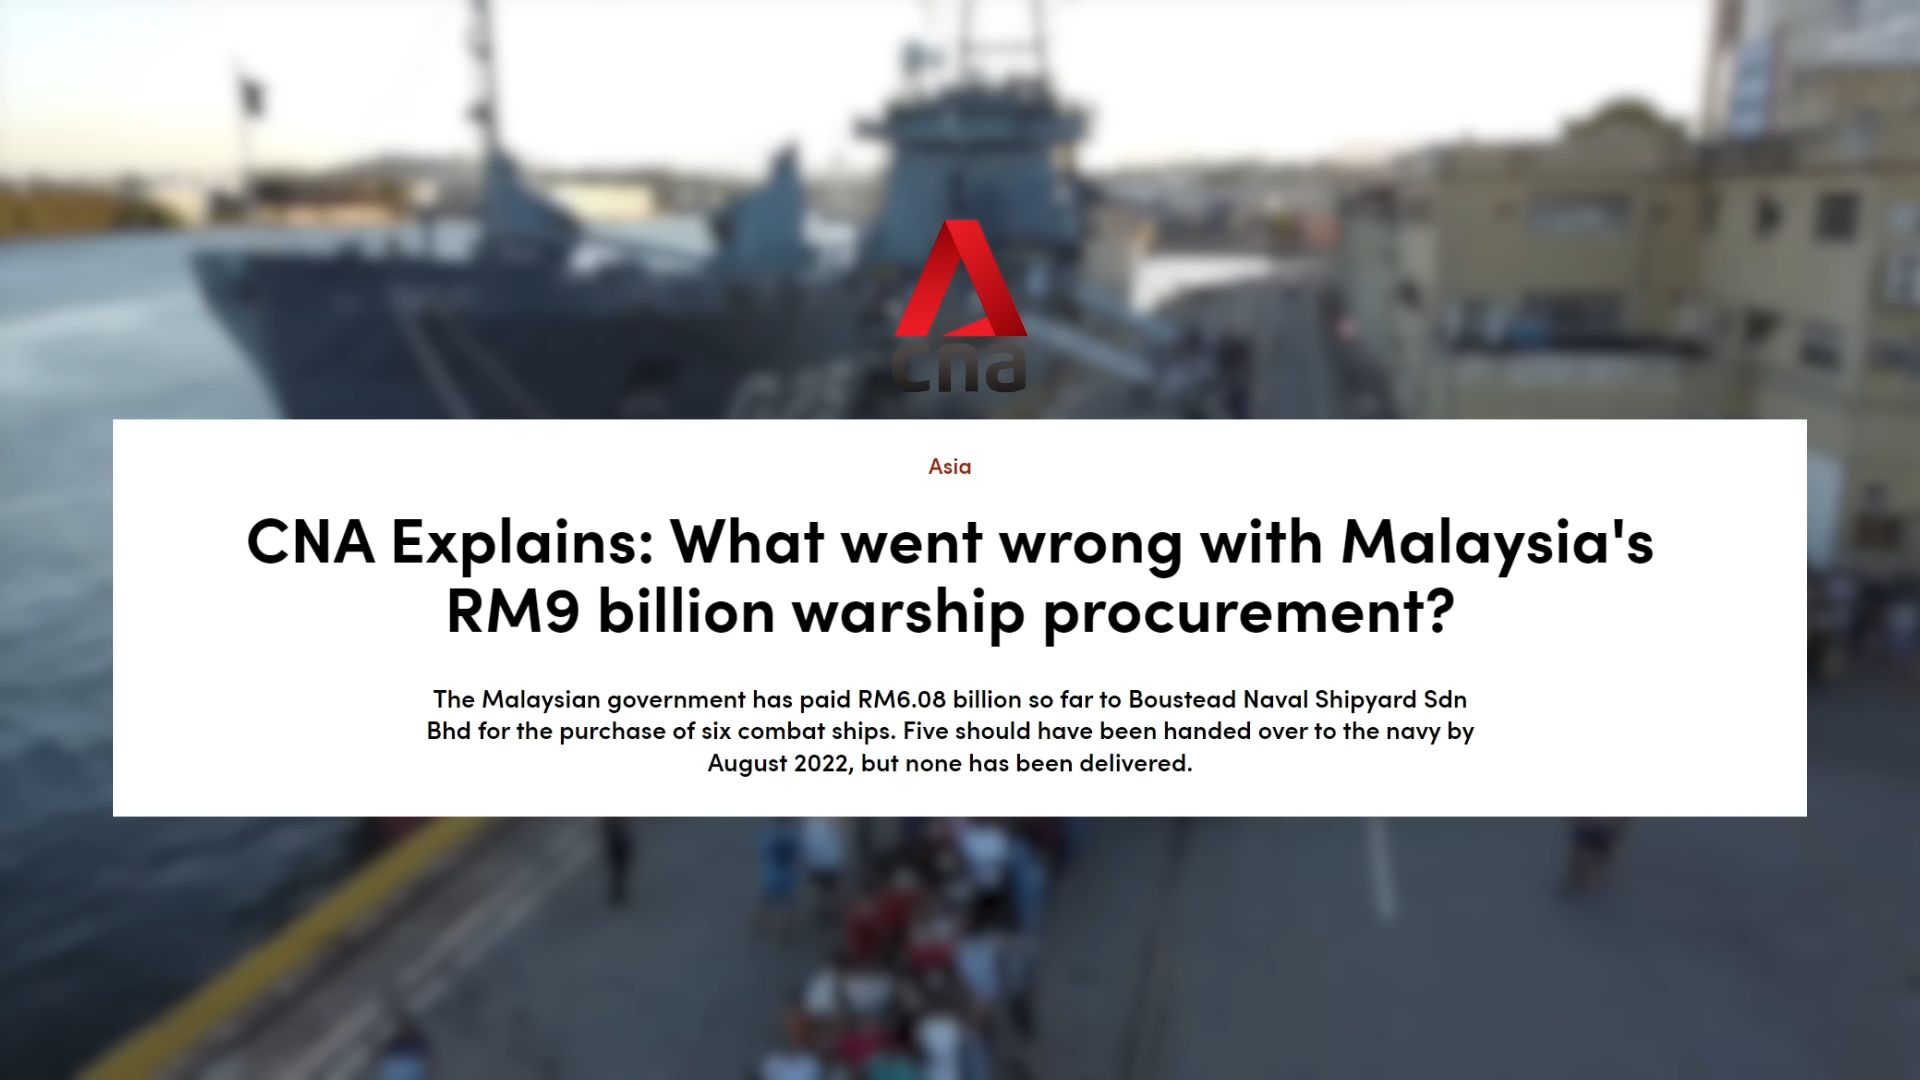 cna
Asia
CNA Explains: What went wrong with Malaysia's
RM9 billion warship procurement?
The Malaysian government has paid RM6.08 billion so far to Boustead Naval Shipyard Sdn
Bhd for the purchase of six combat ships. Five should have been handed over to the navy by
August 2022, but none has been delivered.